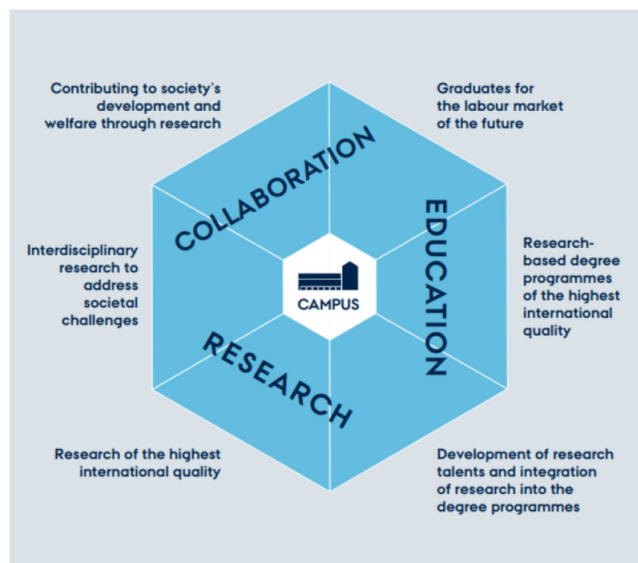 Contributing to society's
development and
welfare through research
Graduates for
the labour market
of the future
COLLABORATION
EDUCATION
Interdisciplinary
research to
address
societal
challenges
CAMPUS
Research-
based degree
programmes
of the highest
international
quality
RESEARCH
Research of the highest
international quality
Development of research
talents and integration
of research into the
degree programmes